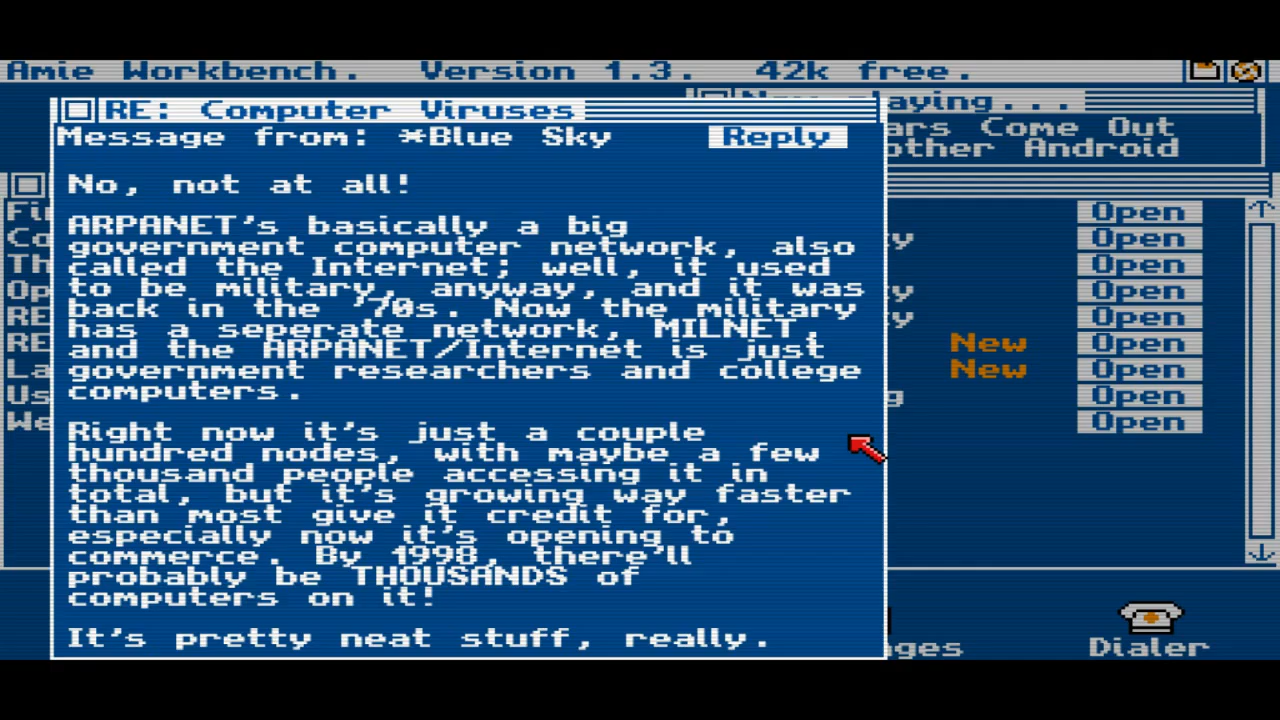 Amie Workbench. Version 1.3. 42k free.
RE: Computer Viruses
playing...
Message from: *Blue Sky
Reply
Come Out
Android
No, not at all!
ARPANET's basically a big
government computer network, also
called the Internet; well, it used
to be military, anyway, and it was
back in the '70s. Now the military
has a seperate network, MILNET,
and the ARPANET/Internet is just
government researchers and college
computers.
Right now it's just a couple
hundred nodes, with maybe a few
thousand people accessing it in
total, but it's growing way faster
than most give it credit for,
especially now it's opening to
commerce. By 1998, there'll
probably be THOUSANDS of
computers on it!
It's pretty neat stuff, really.
Open
Open
Open
Open
Open
New Open
New Open
Open
Open
Dialer